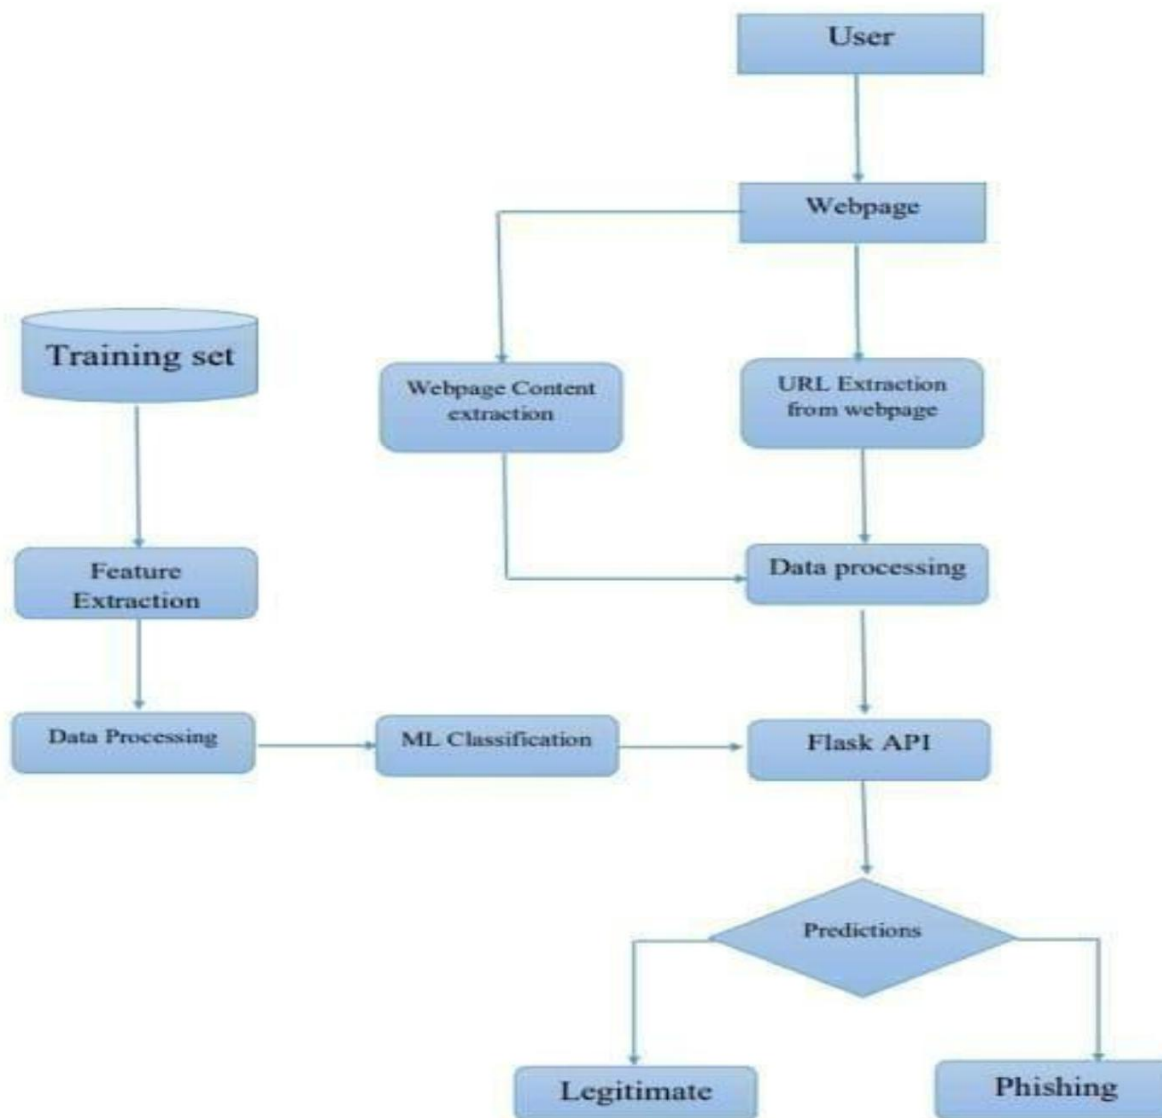 User
Webpage
Training set
Webpage Content
extraction
URL Extraction
from webpage
Feature
Extraction
Data processing
Data Processing
ML Classification
Flask API
Predictions
Legitimate
Phishing